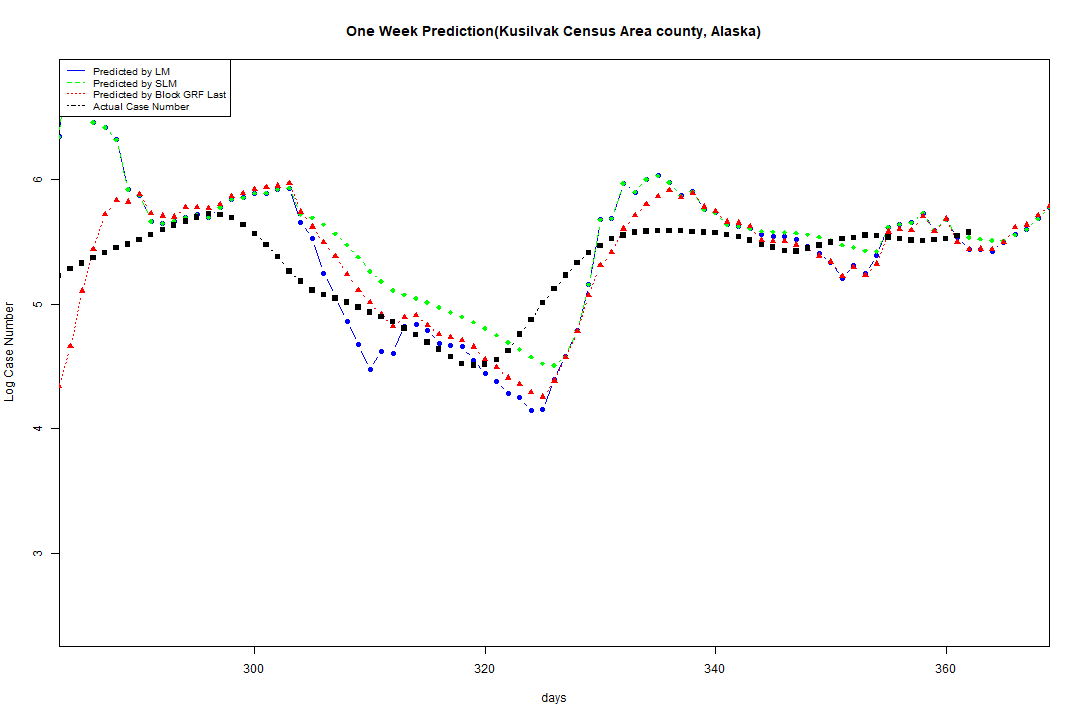 One Week Prediction(Kusilvak Census Area county, Alaska)
Predicted by LM
Predicted by SLM
Predicted by Block GRF Last
Actual Case Number
6
5
4
3
Log Case Number
300 320 340 360
days